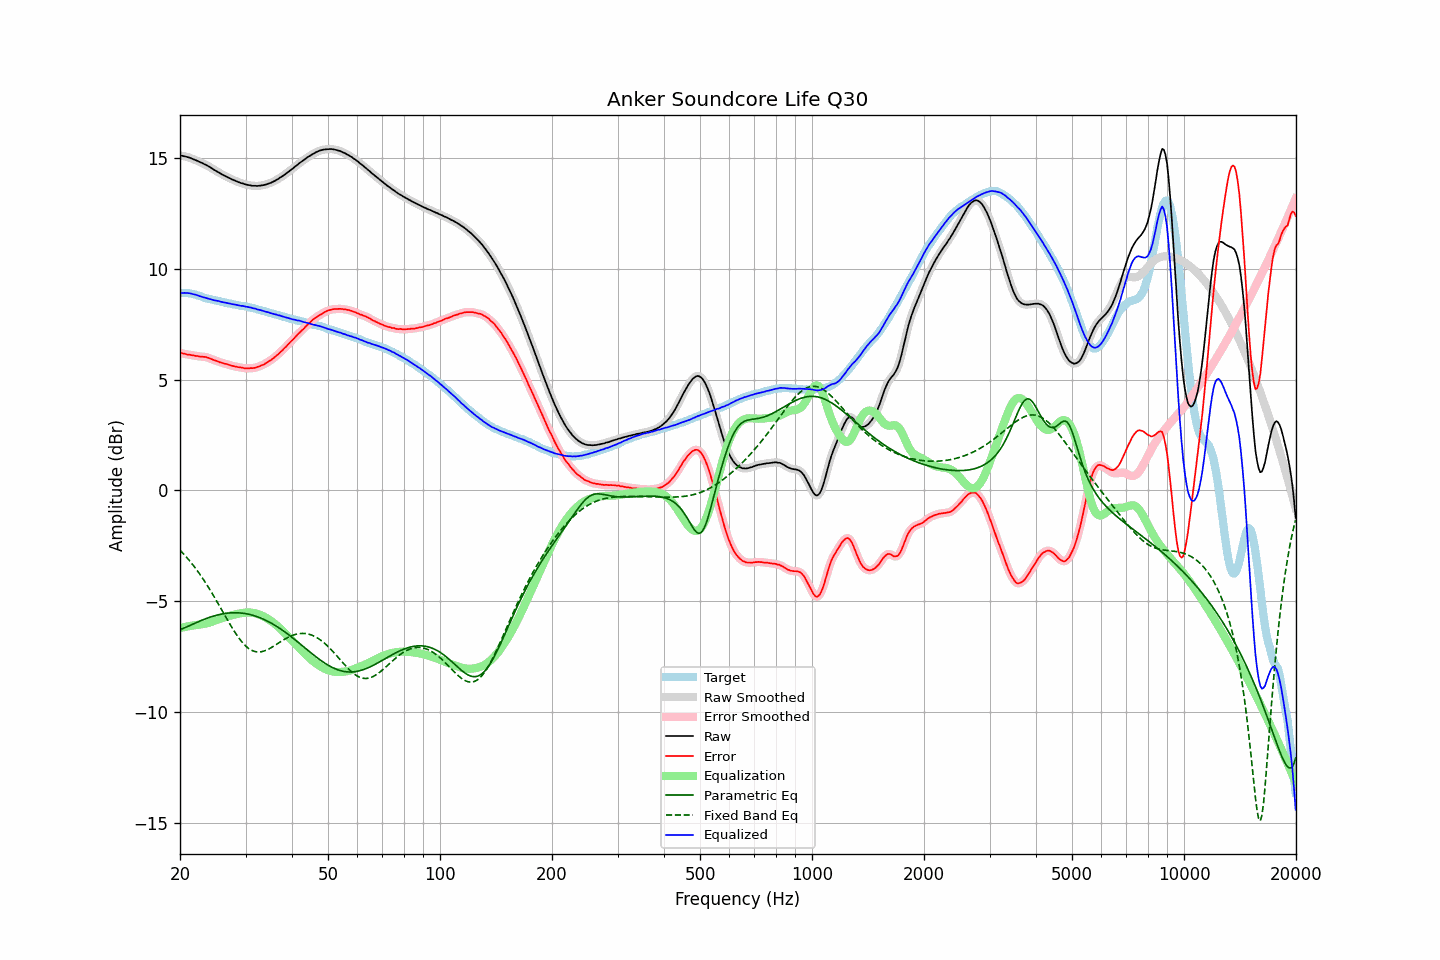 Anker Soundcore Life Q30
Amplitude (dBr)
15
10
5
0
−5
−10
−15
Target
Raw Smoothed
Error Smoothed
Raw
Error
Equalization
Parametric Eq
Fixed Band Eq
Equalized
20 50 100 200 500 1000 2000 5000 10000 20000
Frequency (Hz)